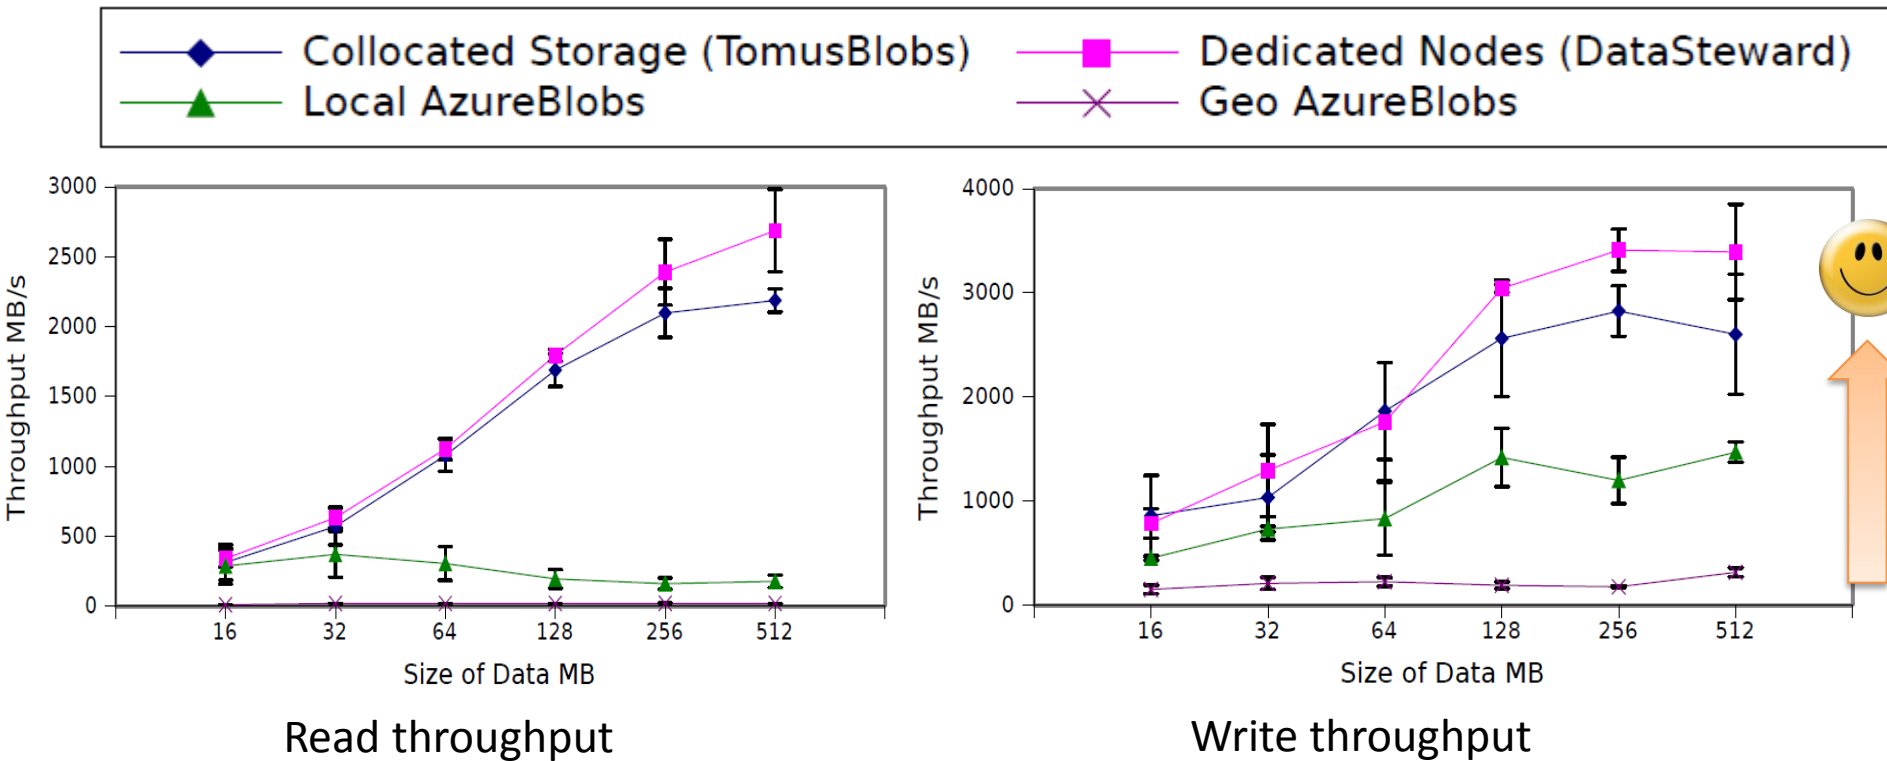 Collocated Storage (TomusBlobs) Dedicated Nodes (DataSteward)
Local AzureBlobs Geo AzureBlobs
3000
2500
2000
1500
1000
500
0
Throughput MB/s
16 32 64 128 256 512
Size of Data MB
Read throughput
4000
3000
2000
1000
0
Throughput MB/s
16 32 64 128 256 512
Size of Data MB
Write throughput